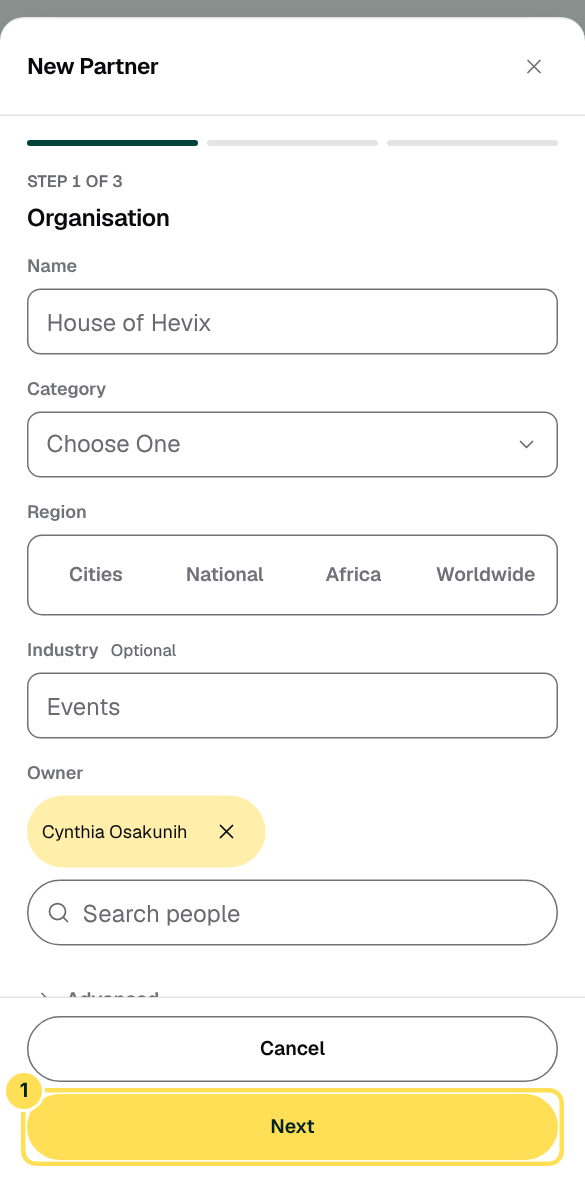 New Partner
STEP 1 OF 3
Organisation
Name
House of Hevix
Category
Choose One
Region
Cities National Africa Worldwide
Industry Optional
Events
Owner
Cynthia Osakunih
Search people
Advanced
Cancel
1
Next